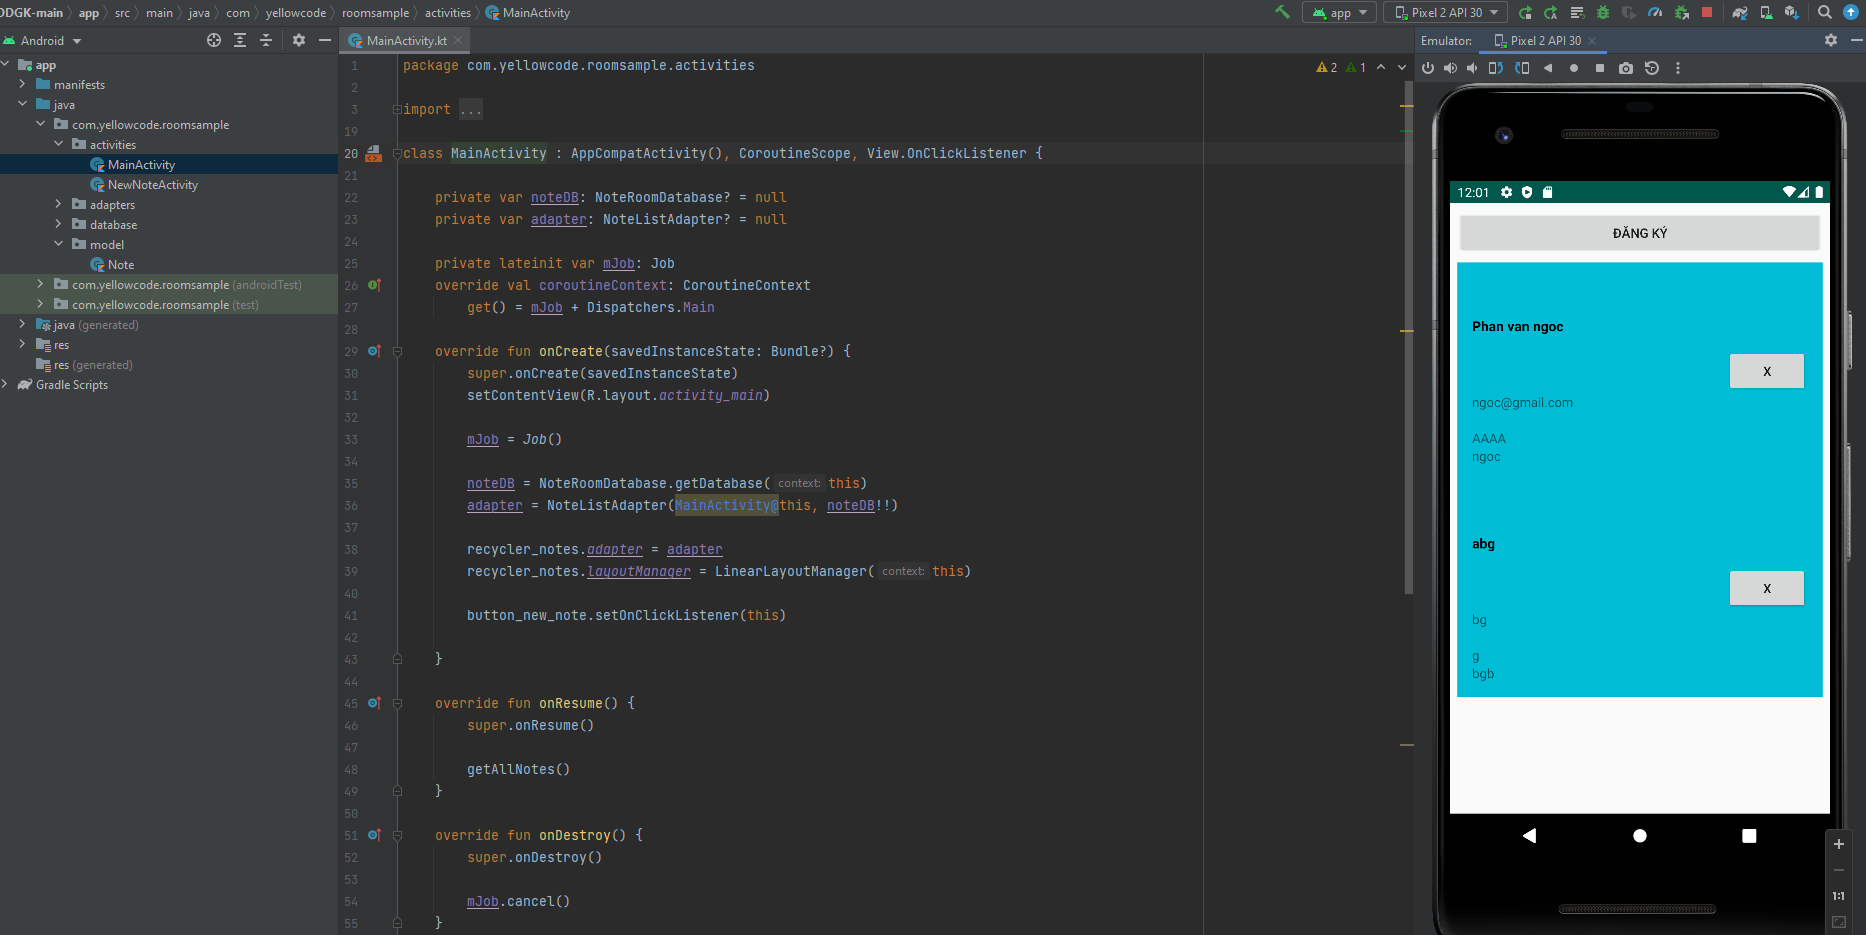 DDGK-main app src main java com yellowcode roomsample activities MainActivity
app Pixel 2 API 30
Android
MainActivity.kt
Emulator: Pixel 2 API 30
app
manifests
java
com.yellowcode.roomsample
activities
MainActivity
NewNoteActivity
adapters
database
model
Note
com.yellowcode.roomsample (androidTest)
com.yellowcode.roomsample (test)
java (generated)
res
res (generated)
Gradle Scripts
2 1
1 package com.yellowcode.roomsample.activities
2
3 import ...
19
20 class MainActivity : AppCompatActivity(), CoroutineScope, View.OnClickListener {
21
22 private var noteDB: NoteRoomDatabase? = null
23 private var adapter: NoteListAdapter? = null
24
25 private lateinit var mJob: Job
26 override val coroutineContext: CoroutineContext
27 get() = mJob + Dispatchers.Main
28
29 override fun onCreate(savedInstanceState: Bundle?) {
30 super.onCreate(savedInstanceState)
31 setContentView(R.layout.activity_main)
32
33 mJob = Job()
34
35 noteDB = NoteRoomDatabase.getDatabase( context: this)
36 adapter = NoteListAdapter(MainActivity@this, noteDB!!)
37
38 recycler_notes.adapter = adapter
39 recycler_notes.layoutManager = LinearLayoutManager( context: this)
40
41 button_new_note.setOnClickListener(this)
42
43 }
44
45 override fun onResume() {
46 super.onResume()
47
48 getAllNotes()
49 }
50
51 override fun onDestroy() {
52 super.onDestroy()
53
54 mJob.cancel()
55 }
12:01
ĐĂNG KÝ
Phan van ngoc
X
ngoc@gmail.com
AAAA
ngoc
abg
X
bg
g
bgb
1:1